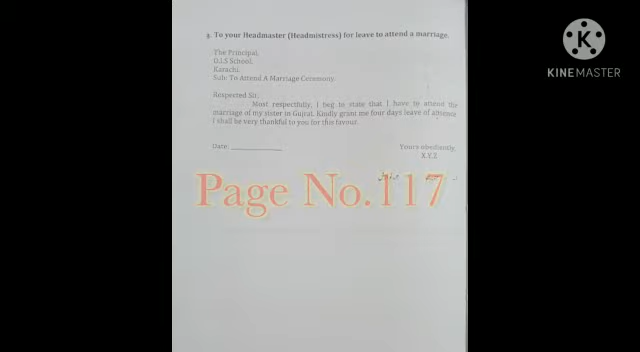 3. To your Headmaster (Headmistress) for leave to attend a marriage.
The Principal,
D.I.S School,
Karachi.
Sub: To Attend A Marriage Ceremony.
Respected Sir,
Most respectfully, I beg to state that I have to attend the
marriage of my sister in Gujrat. Kindly grant me four days leave of absence
I shall be very thankful to you for this favour.
Date: ____________
Yours obediently,
X.Y.Z
Page No.117
KINEMASTER